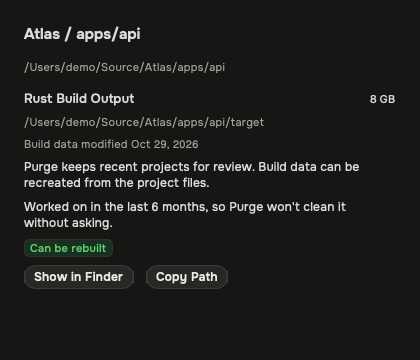 Atlas / apps/api
/Users/demo/Source/Atlas/apps/api
Rust Build Output
8 GB
/Users/demo/Source/Atlas/apps/api/target
Build data modified Oct 29, 2026
Purge keeps recent projects for review. Build data can be
recreated from the project files.
Worked on in the last 6 months, so Purge won't clean it
without asking.
Can be rebuilt
Show in Finder
Copy Path